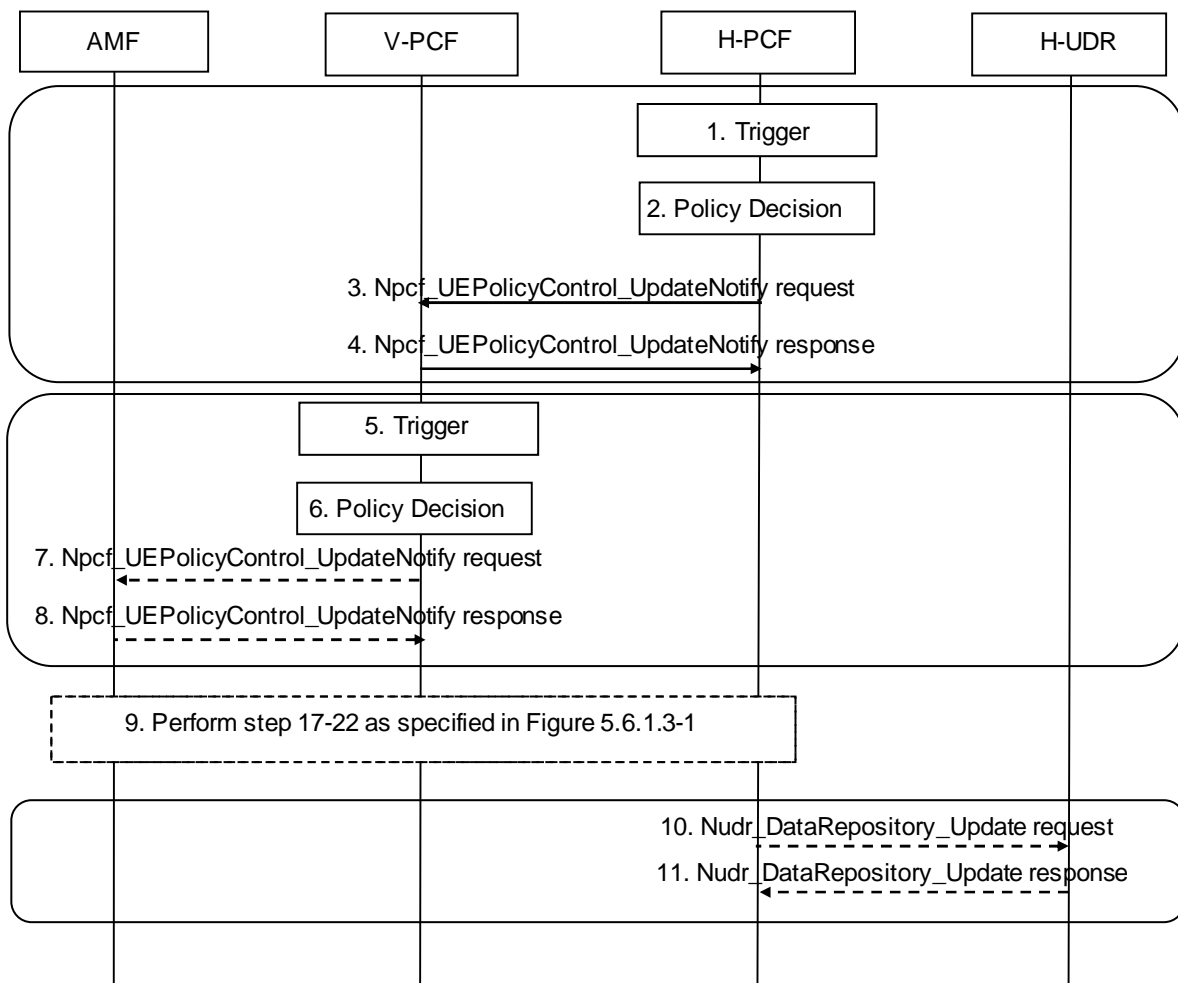 AMF
V-PCF
H-PCF
H-UDR
1. Trigger
2. Policy Decision
3. Npcf_UEPolicyControl_UpdateNotify request
4. Npcf_UEPolicyControl_UpdateNotify response
5. Trigger
6. Policy Decision
7. Npcf_UEPolicyControl_UpdateNotify request
8. Npcf_UEPolicyControl_UpdateNotify response
9. Perform step 17-22 as specified in Figure 5.6.1.3-1
10. Nudr_DataRepository_Update request
11. Nudr_DataRepository_Update response